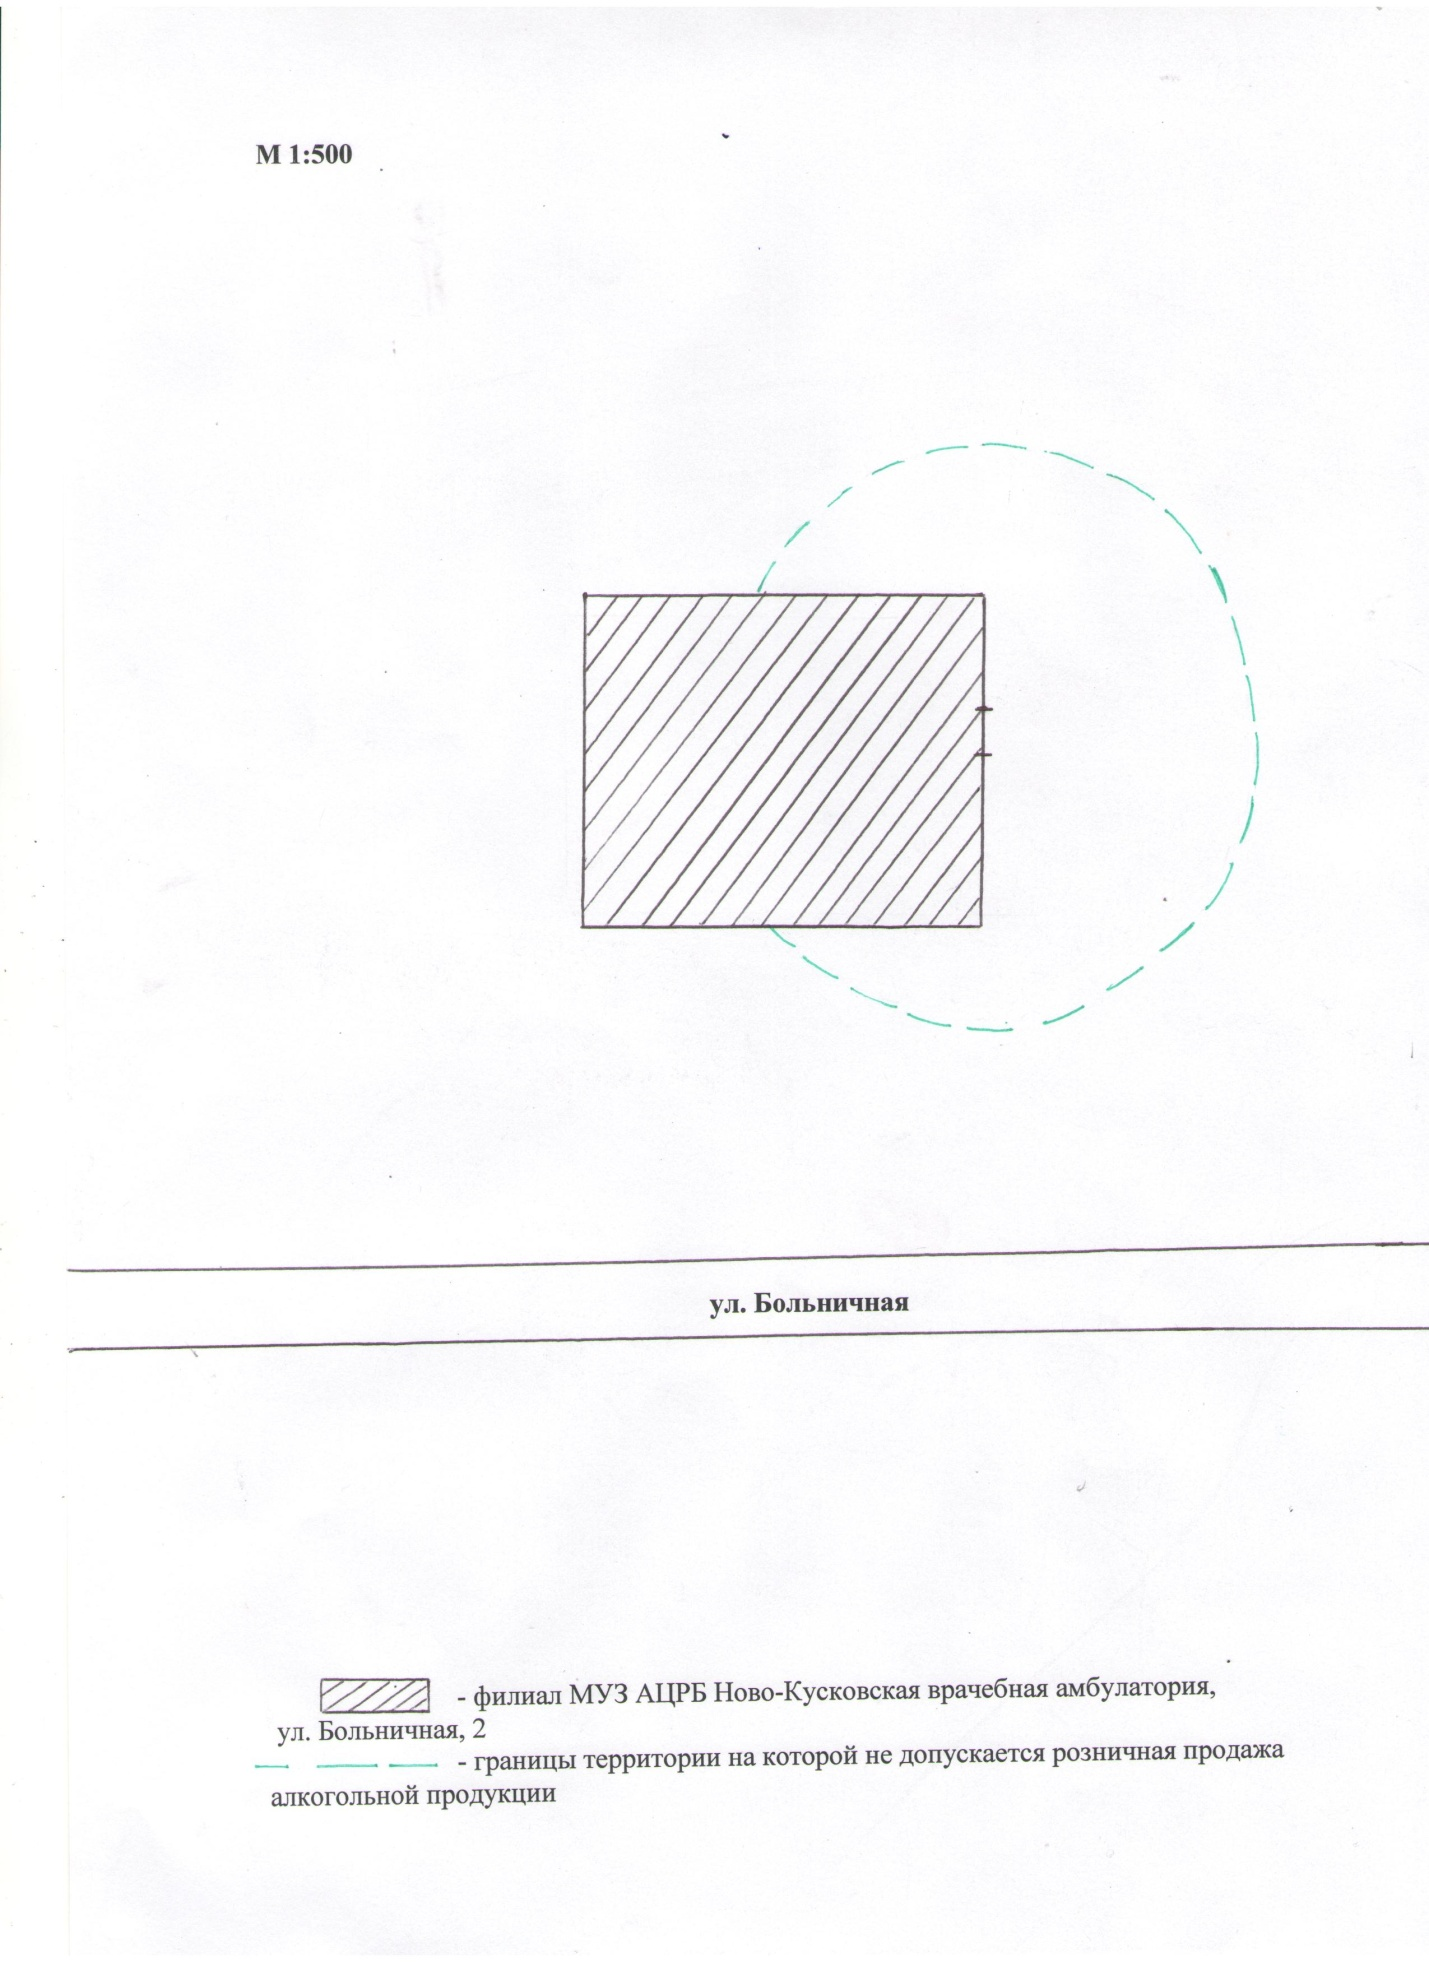 М 1:500
ул. Больничная
- филиал МУЗ АЦРБ Ново-Кусковская врачебная амбулатория,
ул. Больничная, 2
- границы территории на которой не допускается розничная продажа
алкогольной продукции